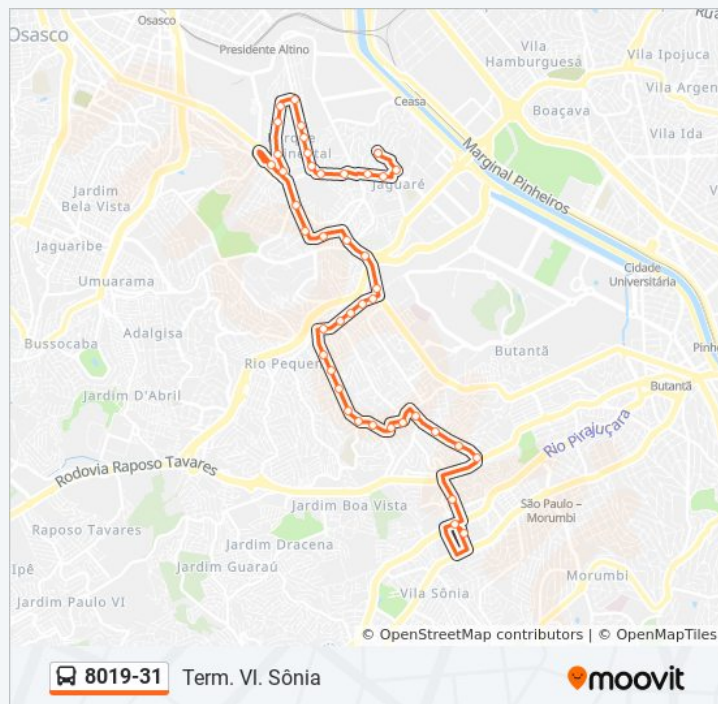 Osasco
Osasco
Presidente Altino
Rua
Vila
Hamburguesa
Vila Ipojuca
Ceasa
Vila Argen
Boaçava
Vila Ida
Jaguaré
Marginal Pinheiros
Jardim
Bela Vista
Jaguaribe
Umuarama
Cidade
Universitária
Adalgisa
Bussocaba
Rio Pequen
Butantã
Pinhe
Jardim D'Abril
Butantã
Rio Pirajuçara
Rodovia Raposo Tavares
Jardim Boa Vista
São Paulo –
Morumbi
Raposo Tavares
Jardim Dracena
Ipê
Jardim Guaraú
Morumbi
Jardim Paulo VI
Vila Sônia
© OpenStreetMap contributors | © OpenMapTiles
8019-31 Term. Vl. Sônia
moovit